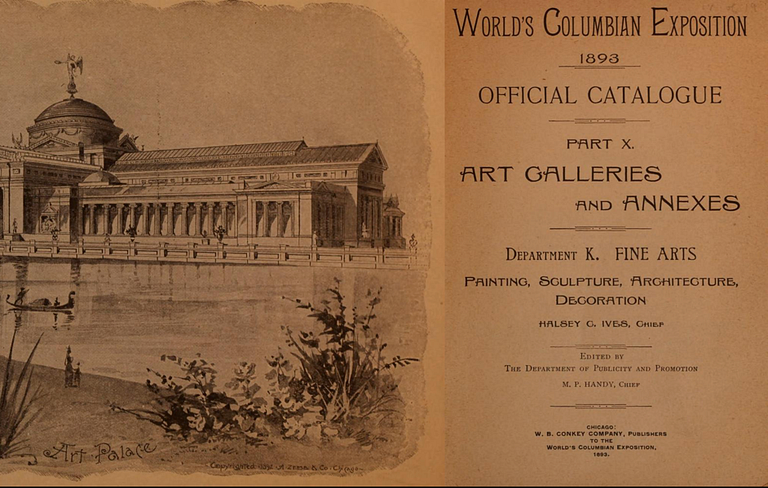 Art Palace
Copyrighted
WORLD'S COLUMBIAN EXPOSITION
1893
OFFICIAL CATALOGUE
PART X.
ART GALLERIES
AND ANNEXES
DEPARTMENT K. FINE ARTS
PAINTING, SCULPTURE, ARCHITECTURE,
DECORATION
HALSEY C. IVES, CHIEF
EDITED BY
THE DEPARTMENT OF PUBLICITY AND PROMOTION
M. P. HANDY, CHIEF
CHICAGO:
W. B. CONKEY COMPANY, PUBLISHERS
TO THE
WORLD'S COLUMBIAN EXPOSITION,
1893.